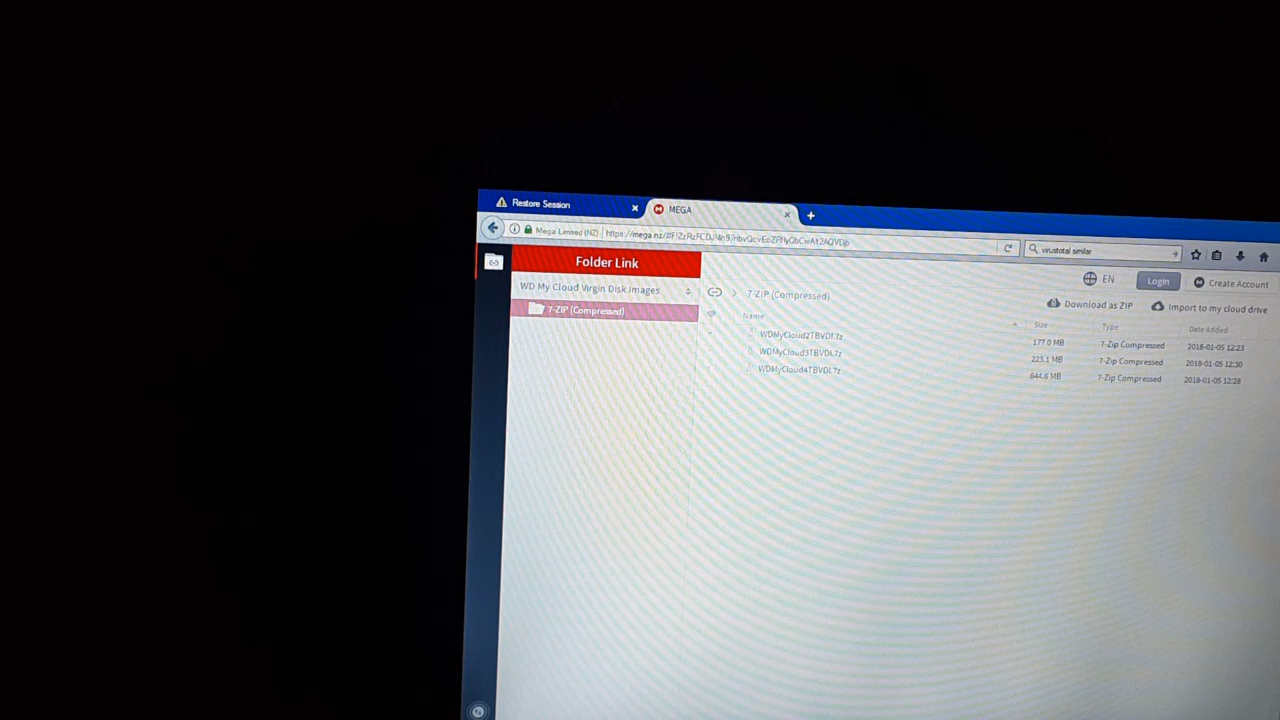 Restore Session
MEGA
Mega Limited (NZ)
virustotal similar
Folder Link
EN
Login
Create Account
WD My Cloud Virgin Disk Images
7-ZIP (Compressed)
7-ZIP (Compressed)
Download as ZIP
Import to my cloud drive
Name
Size
Type
Date Added
WDMyCloud2TBVDI.7z
177.0 MB
7-Zip Compressed
2018-01-05 12:23
WDMyCloud3TBVDI.7z
223.1 MB
7-Zip Compressed
2018-01-05 12:30
WDMyCloud4TBVDI.7z
644.6 MB
7-Zip Compressed
2018-01-05 12:28